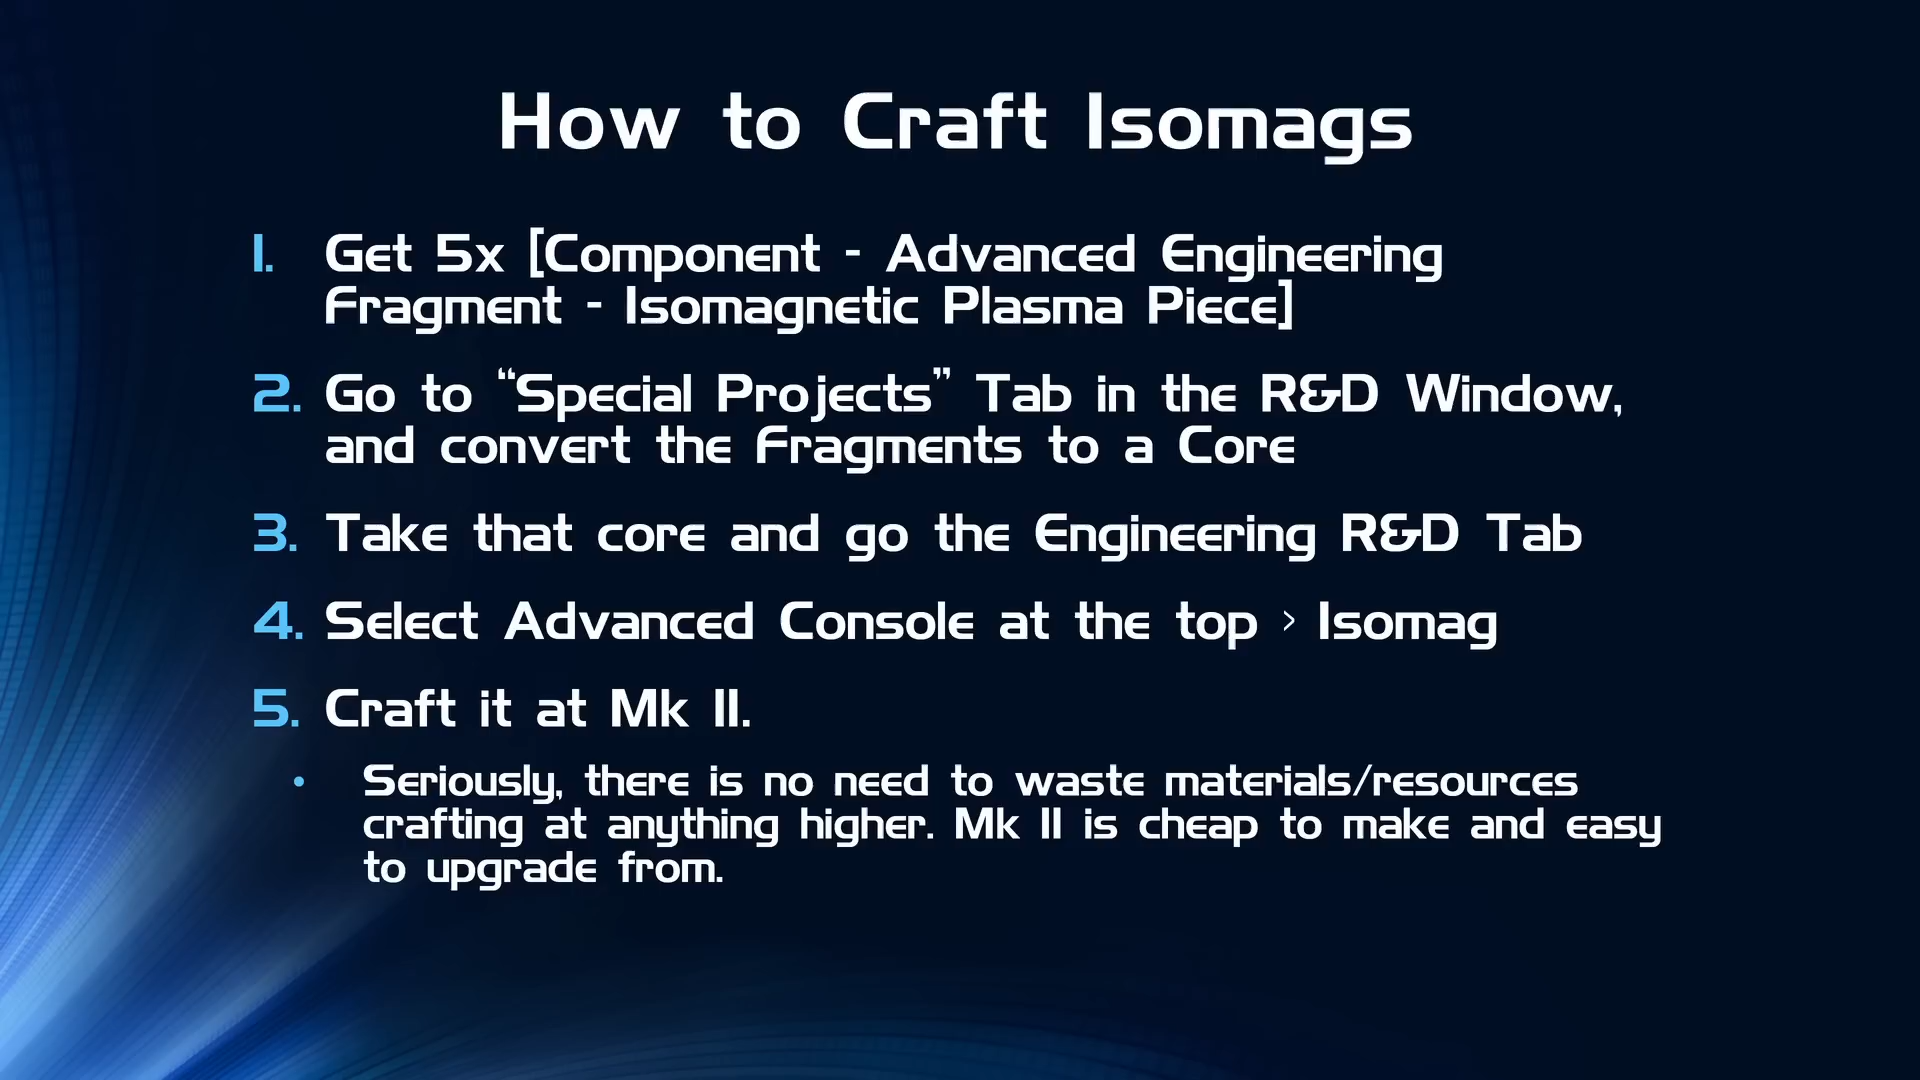 How to Craft Isomags
1. Get 5x [Component - Advanced Engineering
Fragment - Isomagnetic Plasma Piece]
2. Go to “Special Projects” Tab in the R&D Window,
and convert the Fragments to a Core
3. Take that core and go the Engineering R&D Tab
4. Select Advanced Console at the top > Isomag
5. Craft it at Mk II.
• Seriously, there is no need to waste materials/resources
crafting at anything higher. Mk II is cheap to make and easy
to upgrade from.